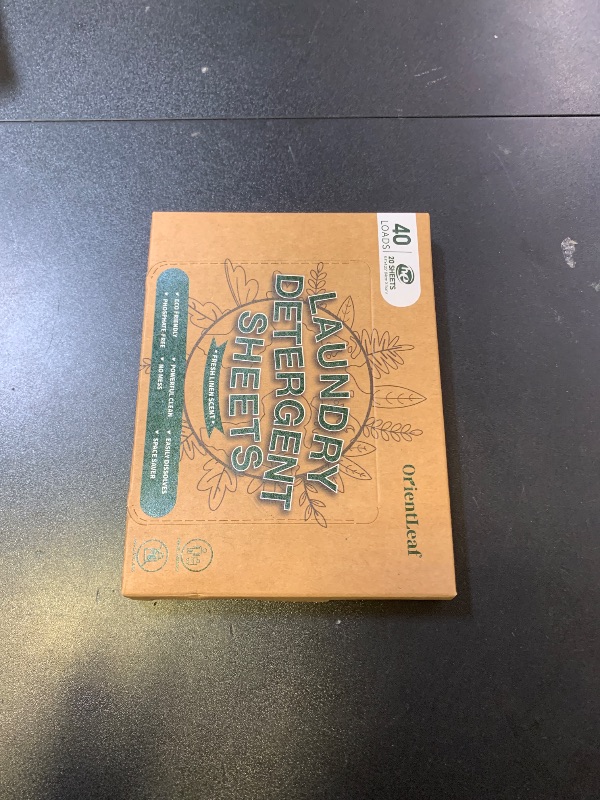 OrientLeaf
40
LOADS
he
20 SHEETS
LAUNDRY
DETERGENT
SHEETS
• FRESH LINEN SCENT •
♥ ECO FRIENDLY ♥ POWERFUL CLEAN ♥ EASILY DISSOLVES
♥ PHOSPHATE FREE ♥ NO MESS ♥ SPACE SAVER